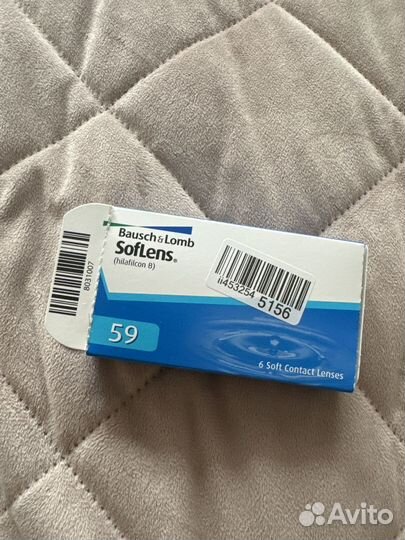 Bausch & Lomb
SofLens®
(hilafilcon B)
ii453254 5156
8031007
59
6 Soft Contact Lenses
Avito